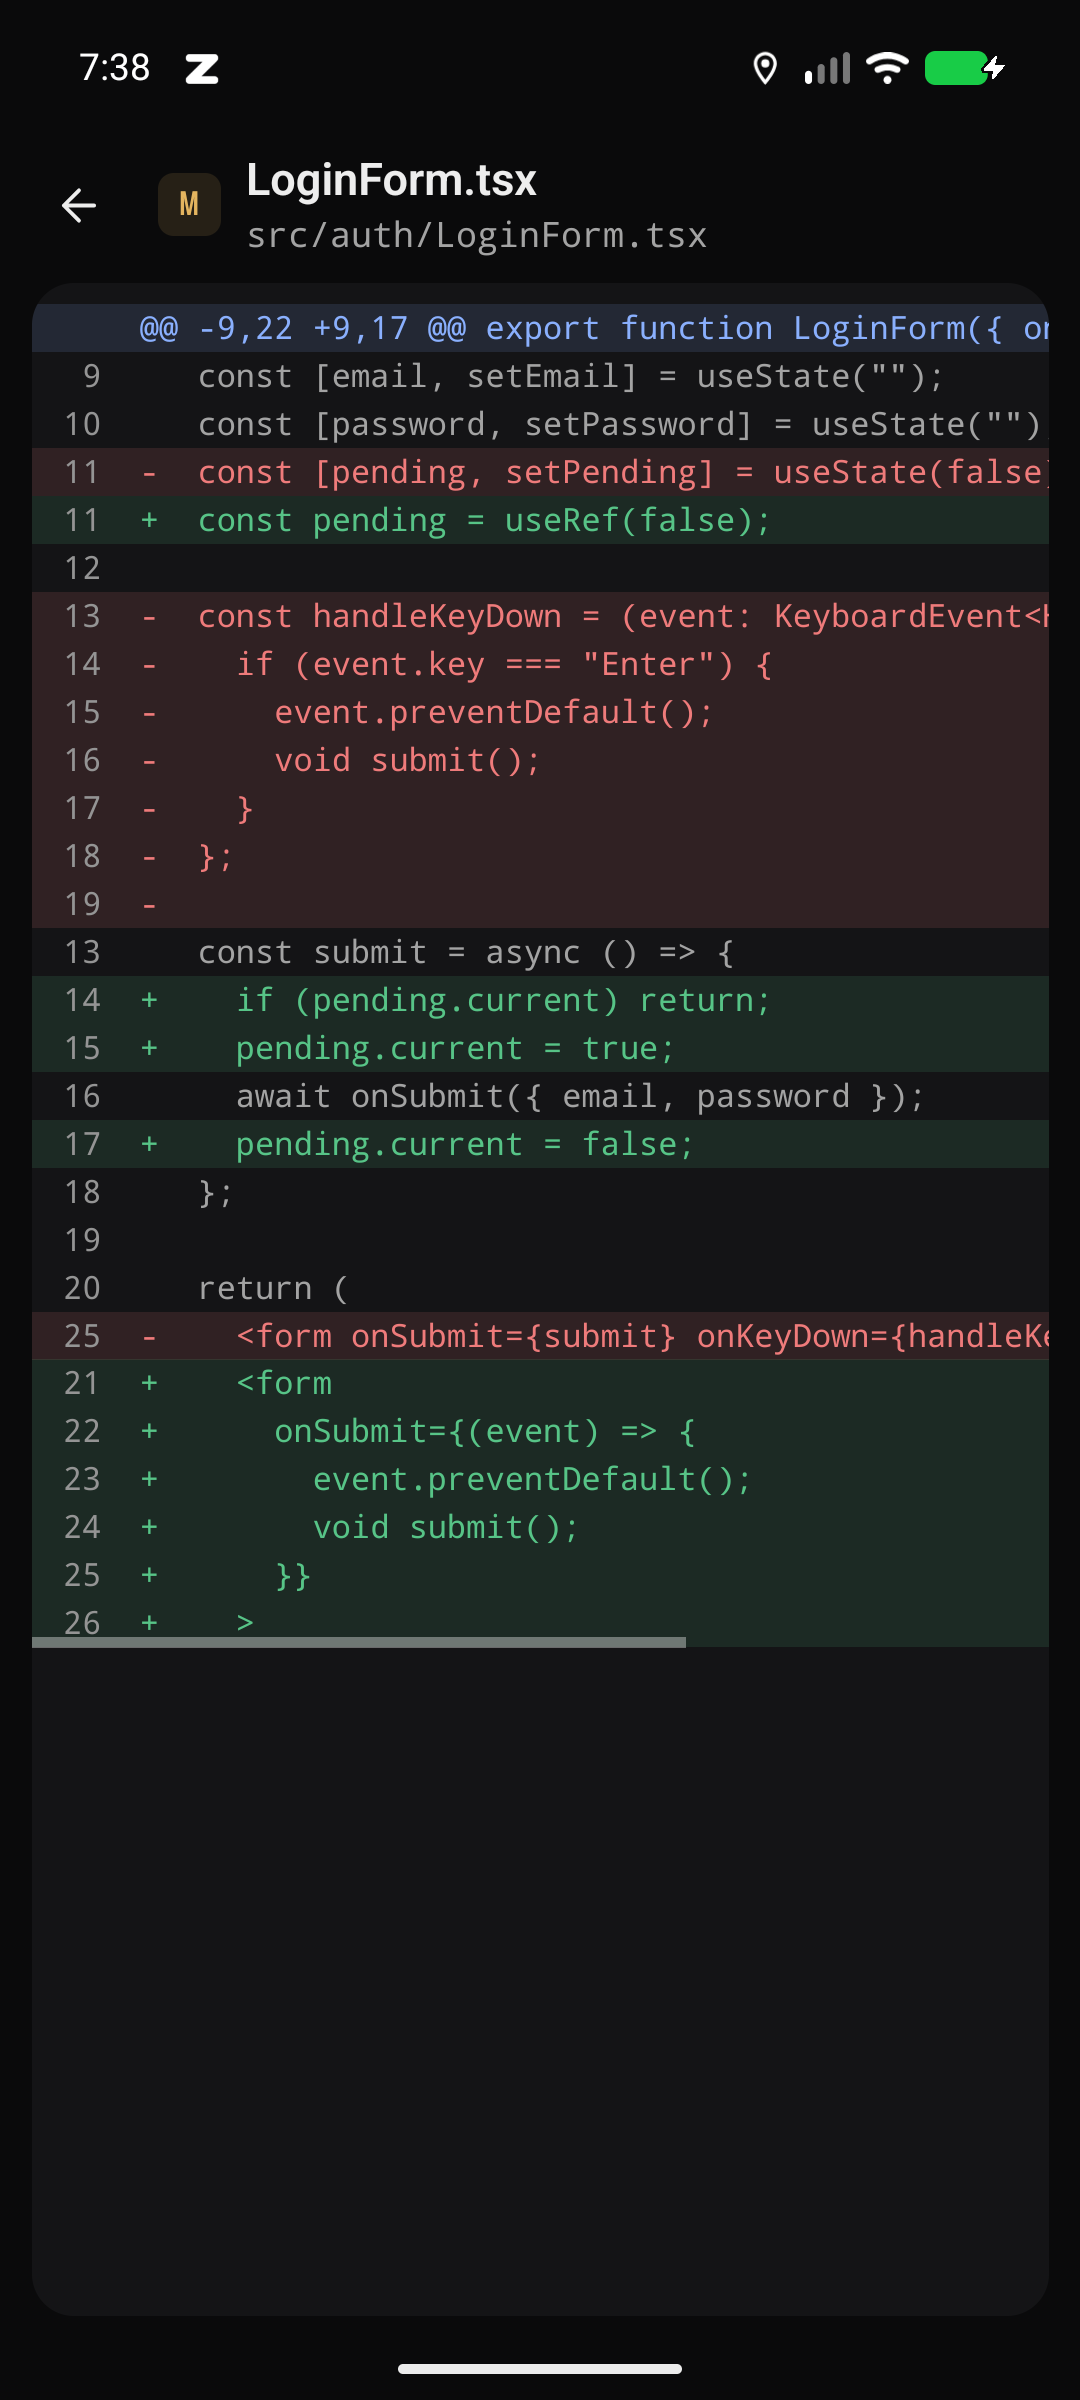 7:38
M
LoginForm.tsx
src/auth/LoginForm.tsx
@@ -9,22 +9,17 @@ export function LoginForm({ on
9 const [email, setEmail] = useState("");
10 const [password, setPassword] = useState("")
11 - const [pending, setPending] = useState(false)
11 + const pending = useRef(false);
12
13 - const handleKeyDown = (event: KeyboardEvent<
14 - if (event.key === "Enter") {
15 - event.preventDefault();
16 - void submit();
17 - }
18 - };
19 -
13 const submit = async () => {
14 + if (pending.current) return;
15 + pending.current = true;
16 await onSubmit({ email, password });
17 + pending.current = false;
18 };
19
20 return (
25 - <form onSubmit={submit} onKeyDown={handleKe
21 + <form
22 + onSubmit={(event) => {
23 + event.preventDefault();
24 + void submit();
25 + }}
26 + >